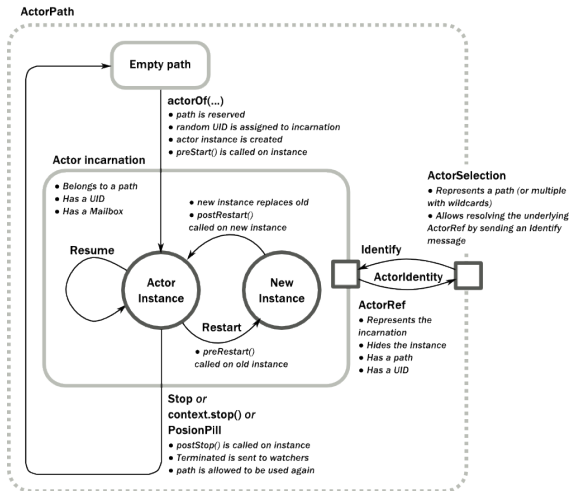 ActorPath
Empty path
actorOf(...)
• path is reserved
• random UID is assigned to incarnation
• actor instance is created
• preStart() is called on instance
Actor incarnation
• Belongs to a path
• Has a UID
• Has a Mailbox
• new instance replaces old
• postRestart()
called on new instance
Resume
Actor
Instance
New
Instance
Restart
• preRestart()
called on old instance
ActorSelection
• Represents a path (or multiple
with wildcards)
• Allows resolving the underlying
ActorRef by sending an Identify
message
Identify
ActorIdentity
ActorRef
• Represents the
incarnation
• Hides the instance
• Has a path
• Has a UID
Stop or
context.stop() or
PosionPill
• postStop() is called on instance
• Terminated is sent to watchers
• path is allowed to be used again